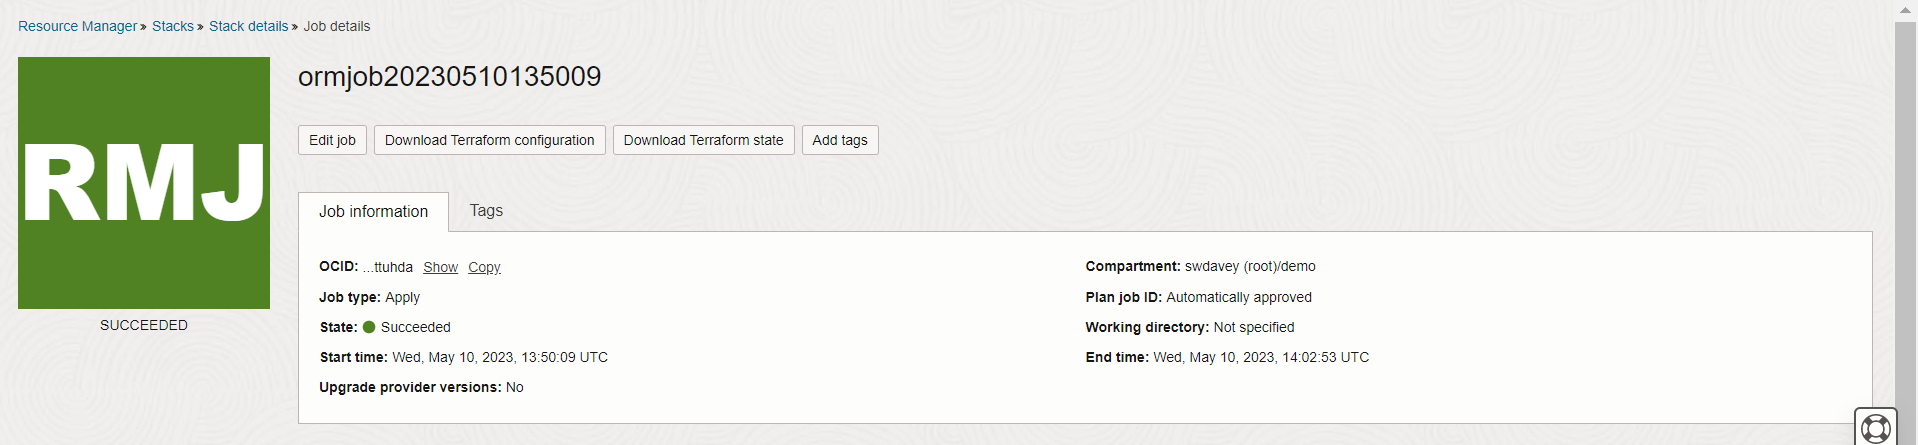 Resource Manager » Stacks » Stack details » Job details
RMJ
SUCCEEDED
ormjob20230510135009
Edit job Download Terraform configuration Download Terraform state Add tags
Job information Tags
OCID: ...ttuhda Show Copy
Job type: Apply
State: Succeeded
Start time: Wed, May 10, 2023, 13:50:09 UTC
Upgrade provider versions: No
Compartment: swdavey (root)/demo
Plan job ID: Automatically approved
Working directory: Not specified
End time: Wed, May 10, 2023, 14:02:53 UTC